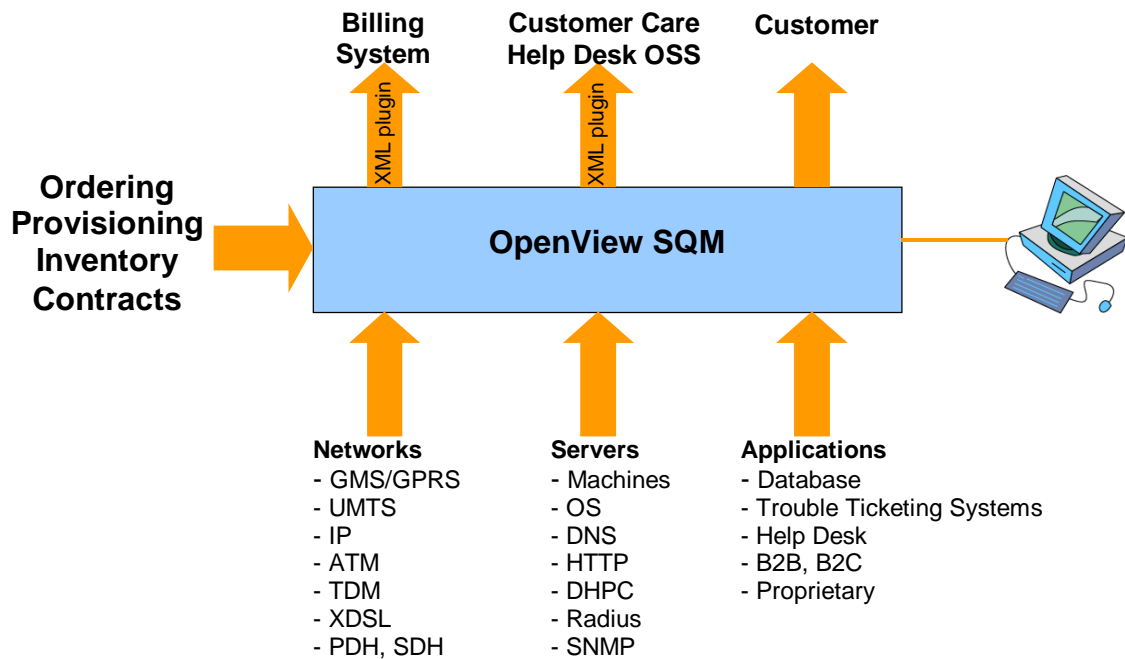 Billing
System
Customer Care
Help Desk OSS
Customer
XML plugin
XML plugin
Ordering
Provisioning
Inventory
Contracts
OpenView SQM
Networks
- GMS/GPRS
- UMTS
- IP
- ATM
- TDM
- XDSL
- PDH, SDH
Servers
- Machines
- OS
- DNS
- HTTP
- DHPC
- Radius
- SNMP
Applications
- Database
- Trouble Ticketing Systems
- Help Desk
- B2B, B2C
- Proprietary